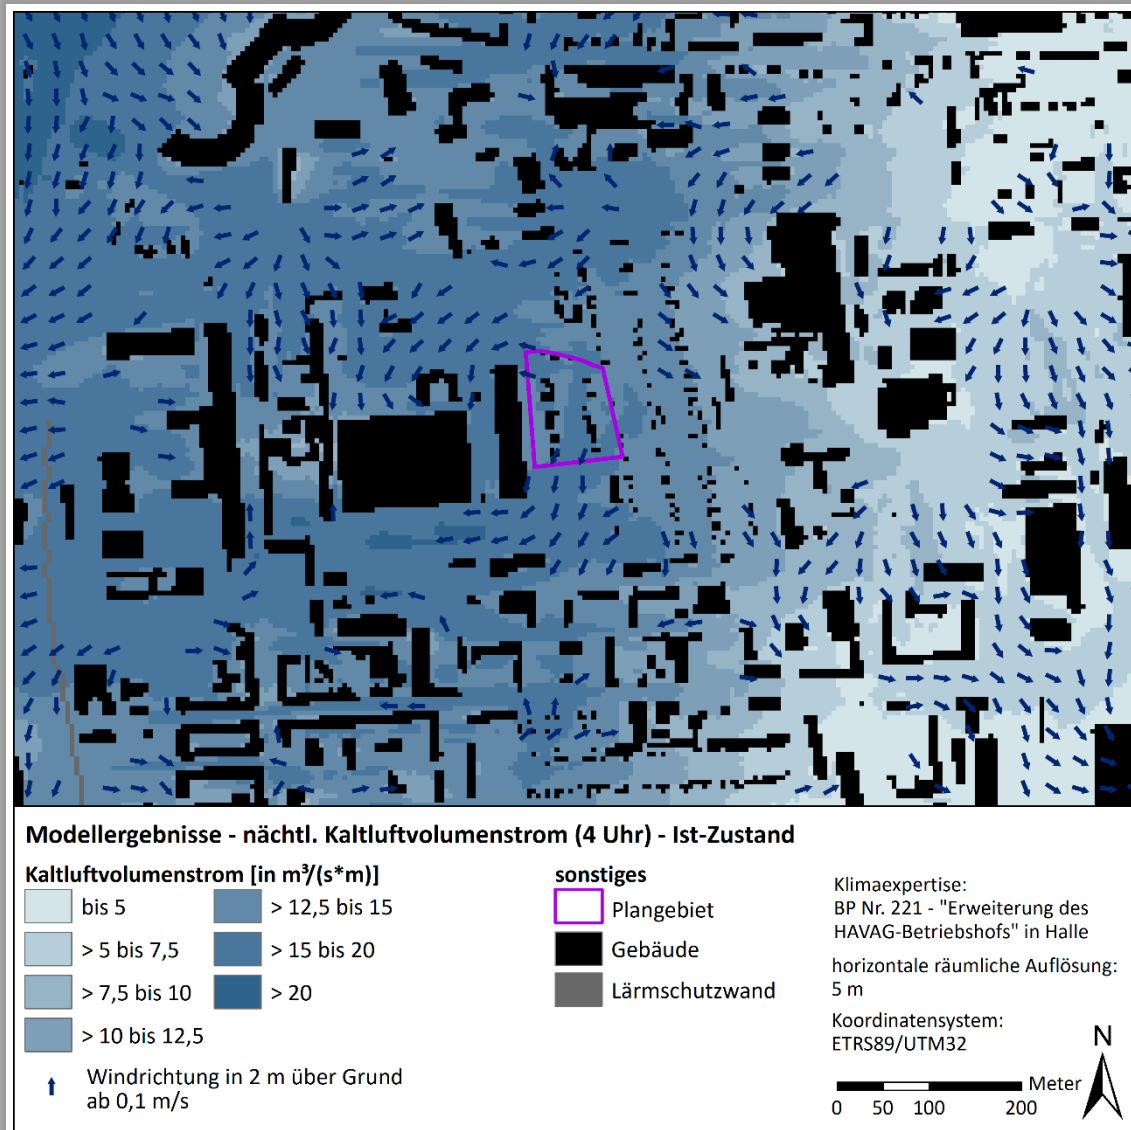 Modellergebnisse - nächtl. Kaltluftvolumenstrom (4 Uhr) - Ist-Zustand
Kaltluftvolumenstrom [in m³/(s*m)]
bis 5
> 5 bis 7,5
> 7,5 bis 10
> 10 bis 12,5
> 12,5 bis 15
> 15 bis 20
> 20
Windrichtung in 2 m über Grund
ab 0,1 m/s
sonstiges
Plangebiet
Gebäude
Lärmschutzwand
Klimaexpertise:
BP Nr. 221 - "Erweiterung des
HAVAG-Betriebshofs" in Halle
horizontale räumliche Auflösung:
5 m
Koordinatensystem:
ETRS89/UTM32
N
Meter
0 50 100 200